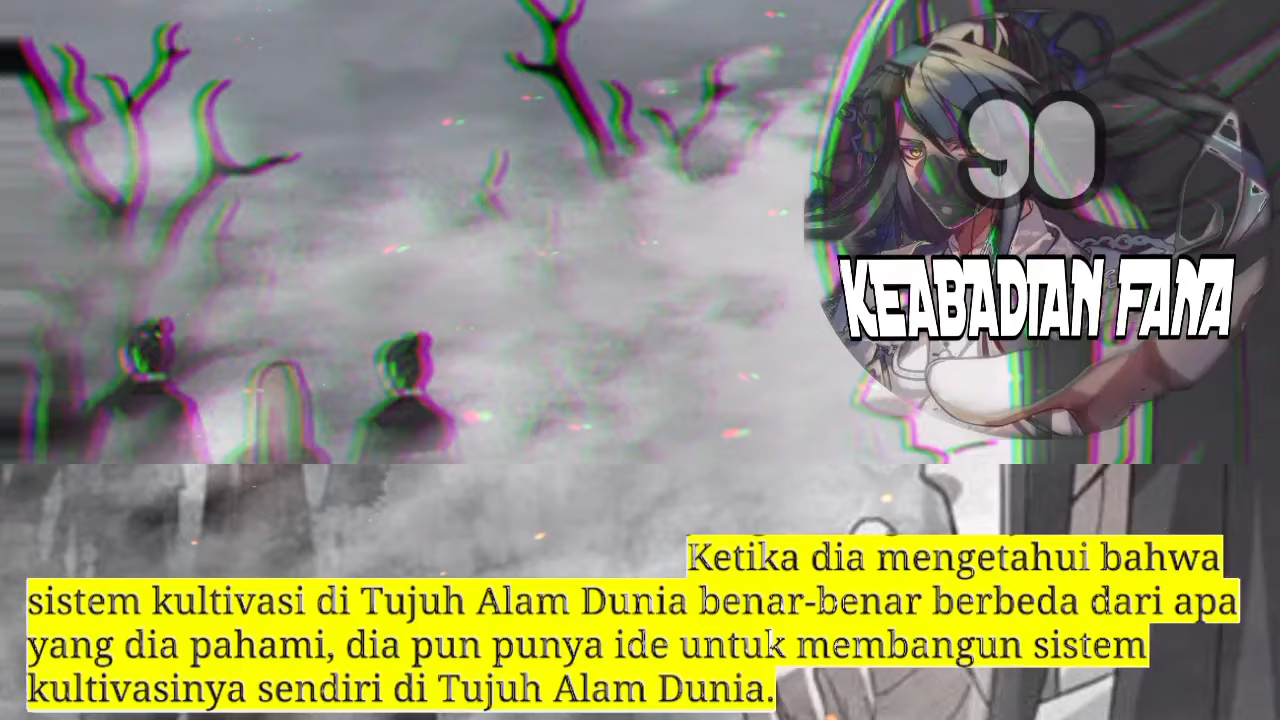 90
KEABADIAN FANA
Ketika dia mengetahui bahwa
sistem kultivasi di Tujuh Alam Dunia benar-benar berbeda dari apa
yang dia pahami, dia pun punya ide untuk membangun sistem
kultivasinya sendiri di Tujuh Alam Dunia.